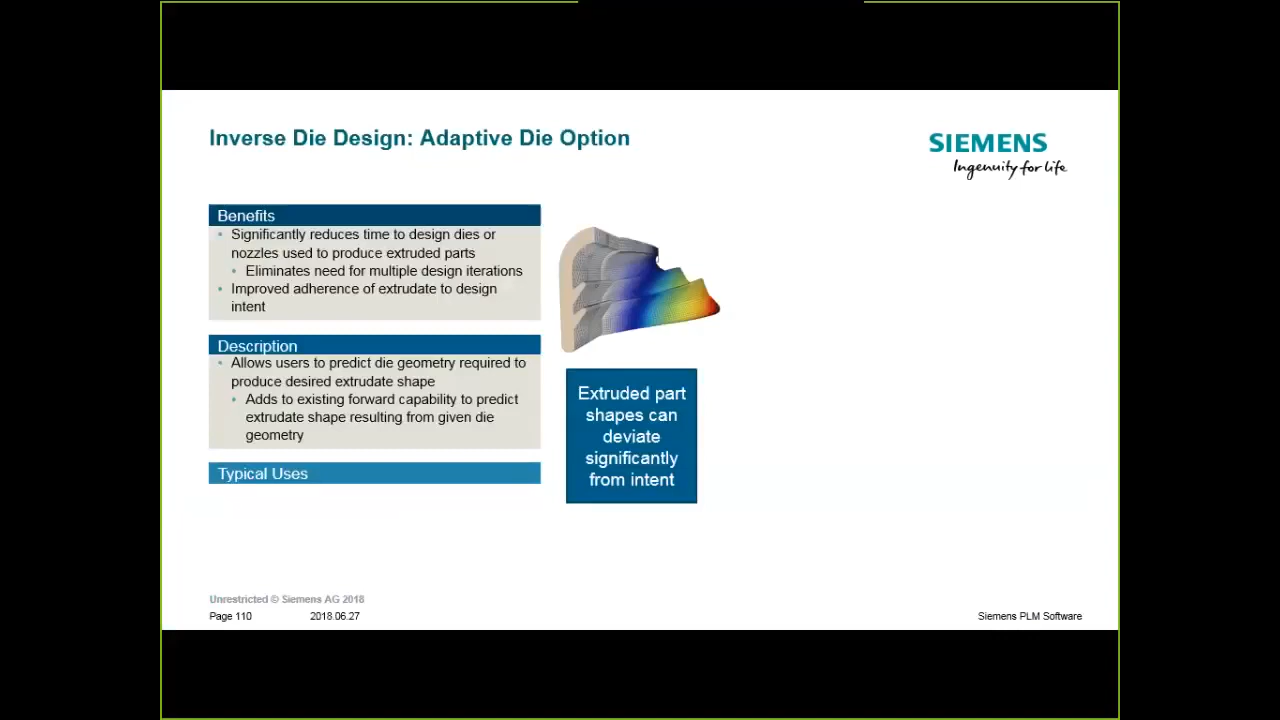 Inverse Die Design: Adaptive Die Option
SIEMENS
Ingenuity for life
Benefits
• Significantly reduces time to design dies or
nozzles used to produce extruded parts
• Eliminates need for multiple design iterations
• Improved adherence of extrudate to design
intent
Description
• Allows users to predict die geometry required to
produce desired extrudate shape
• Adds to existing forward capability to predict
extrudate shape resulting from given die
geometry
Typical Uses
Extruded part
shapes can
deviate
significantly
from intent
Unrestricted © Siemens AG 2018
Page 110 2018.06.27 Siemens PLM Software